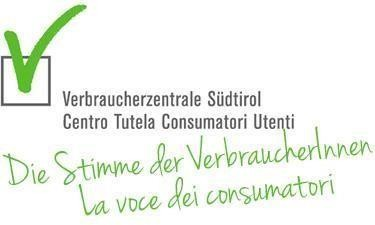 Verbraucherzentrale Südtirol
Centro Tutela Consumatori Utenti
Die Stimme der VerbraucherInnen
La voce dei consumatori